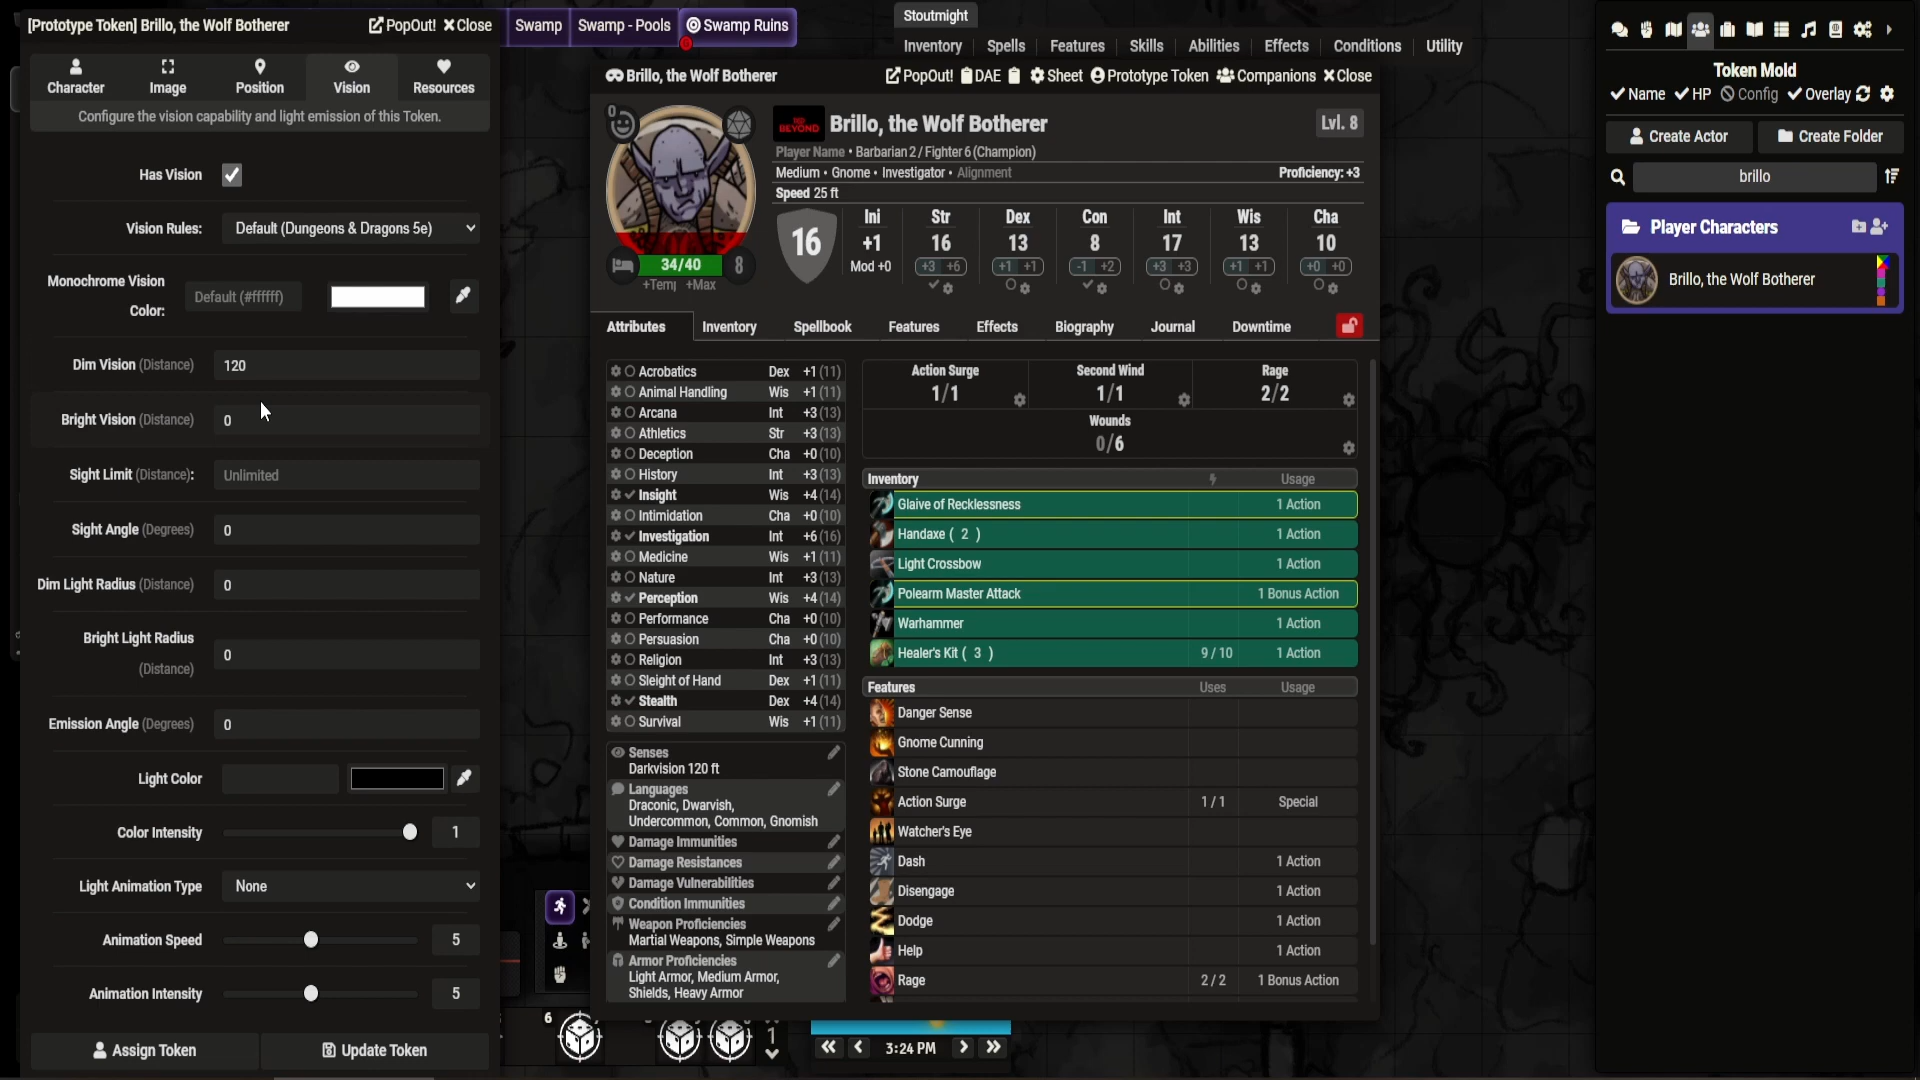 [Prototype Token] Brillo, the Wolf Botherer
PopOut!
Close
Character
Image
Position
Vision
Resources
Configure the vision capability and light emission of this Token.
Has Vision
Vision Rules:
Default (Dungeons & Dragons 5e)
Monochrome Vision
Color:
Default (#ffffff)
Dim Vision (Distance)
120
Bright Vision (Distance)
0
Sight Limit (Distance):
Unlimited
Sight Angle (Degrees)
0
Dim Light Radius (Distance)
0
Bright Light Radius
(Distance)
0
Emission Angle (Degrees)
0
Light Color
Color Intensity
1
Light Animation Type
None
Animation Speed
5
Animation Intensity
5
Assign Token
Update Token
Swamp
Swamp - Pools
Swamp Ruins
Stoutmight
Inventory
Spells
Features
Skills
Abilities
Effects
Conditions
Utility
Brillo, the Wolf Botherer
PopOut!
DAE
Sheet
Prototype Token
Companions
Close
0
BEYOND
Brillo, the Wolf Botherer
Lvl. 8
Player Name • Barbarian 2 / Fighter 6 (Champion)
Medium • Gnome • Investigator • Alignment
Proficiency: +3
Speed 25 ft
34/40
8
+Temp
+Max
16
Ini
+1
Mod +0
Str
16
+3 +6
Dex
13
+1 +1
Con
8
-1 +2
Int
17
+3 +3
Wis
13
+1 +1
Cha
10
+0 +0
Attributes
Inventory
Spellbook
Features
Effects
Biography
Journal
Downtime
Acrobatics Dex +1 (11)
Animal Handling Wis +1 (11)
Arcana Int +3 (13)
Athletics Str +3 (13)
Deception Cha +0 (10)
History Int +3 (13)
Insight Wis +4 (14)
Intimidation Cha +0 (10)
Investigation Int +6 (16)
Medicine Wis +1 (11)
Nature Int +3 (13)
Perception Wis +4 (14)
Performance Cha +0 (10)
Persuasion Cha +0 (10)
Religion Int +3 (13)
Sleight of Hand Dex +1 (11)
Stealth Dex +4 (14)
Survival Wis +1 (11)
Senses
Darkvision 120 ft
Languages
Draconic, Dwarvish,
Undercommon, Common, Gnomish
Damage Immunities
Damage Resistances
Damage Vulnerabilities
Condition Immunities
Weapon Proficiencies
Martial Weapons, Simple Weapons
Armor Proficiencies
Light Armor, Medium Armor,
Shields, Heavy Armor
Action Surge
1/1
Second Wind
1/1
Rage
2/2
Wounds
0/6
Inventory Usage
Glaive of Recklessness 1 Action
Handaxe ( 2 ) 1 Action
Light Crossbow 1 Action
Polearm Master Attack 1 Bonus Action
Warhammer 1 Action
Healer's Kit ( 3 ) 9 / 10 1 Action
Features Uses Usage
Danger Sense
Gnome Cunning
Stone Camouflage
Action Surge 1 / 1 Special
Watcher's Eye
Dash 1 Action
Disengage 1 Action
Dodge 1 Action
Help 1 Action
Rage 2 / 2 1 Bonus Action
6
1
3:24 PM
Token Mold
Name
HP
Config
Overlay
Create Actor
Create Folder
brillo
Player Characters
Brillo, the Wolf Botherer